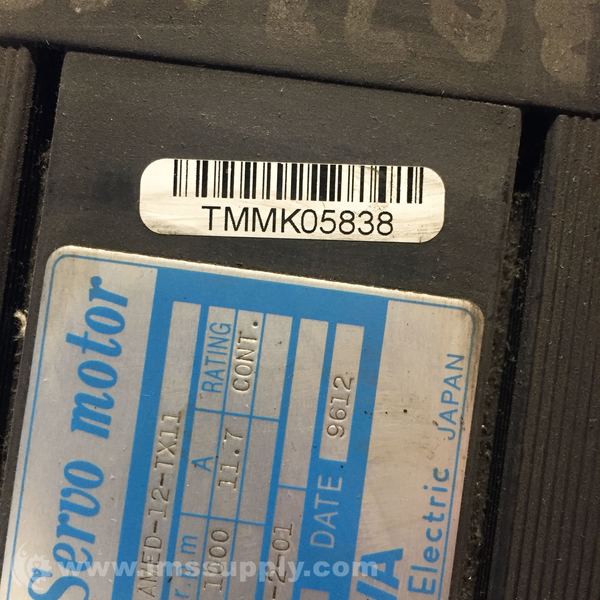 TMMK05838
Servo motor
AMED-12-TX11
r.m A RATING
1000 11.7 CONT.
-2-01
DATE 9612
WA
Electric JAPAN
www.imssupply.com